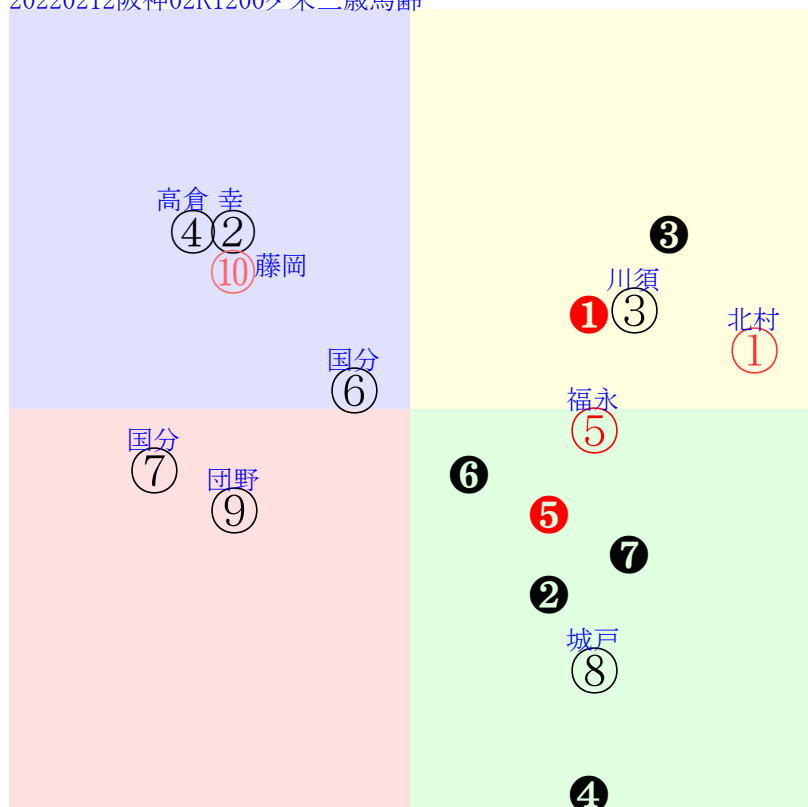 20220212阪神02R1200ダ未三歳馬齢
高倉 幸
④②
❸
⑩藤岡
川須
❶③
北村
①
国分
⑥
福永
⑤
国分
⑦
団野
⑨
❻
❺
❼
❷
城戸
⑧
❹